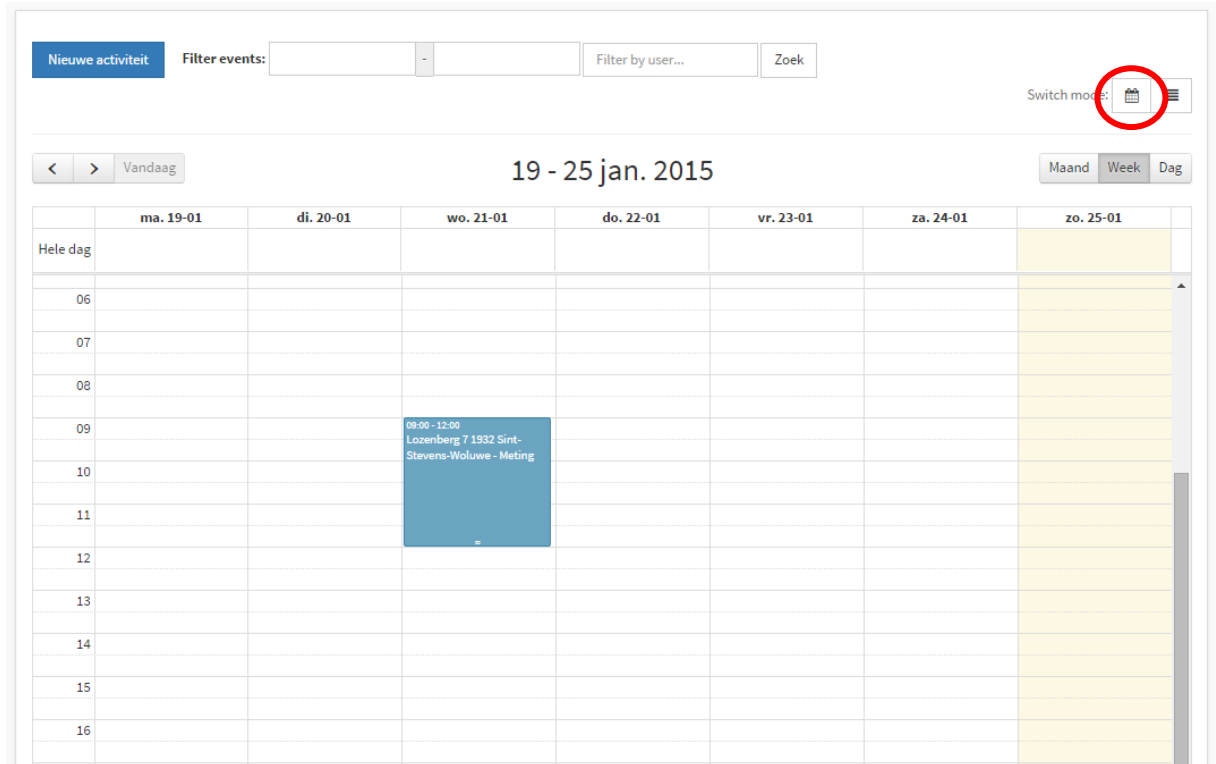 Nieuwe activiteit Filter events: - Filter by user... Zoek
Switch mode:
Vandaag 19 - 25 jan. 2015 Maand Week Dag
ma. 19-01 di. 20-01 wo. 21-01 do. 22-01 vr. 23-01 za. 24-01 zo. 25-01
Hele dag
06
07
08
09
09:00 - 12:00
Lozenberg 7 1932 Sint-
Stevens-Woluwe - Meting
10
11
12
13
14
15
16